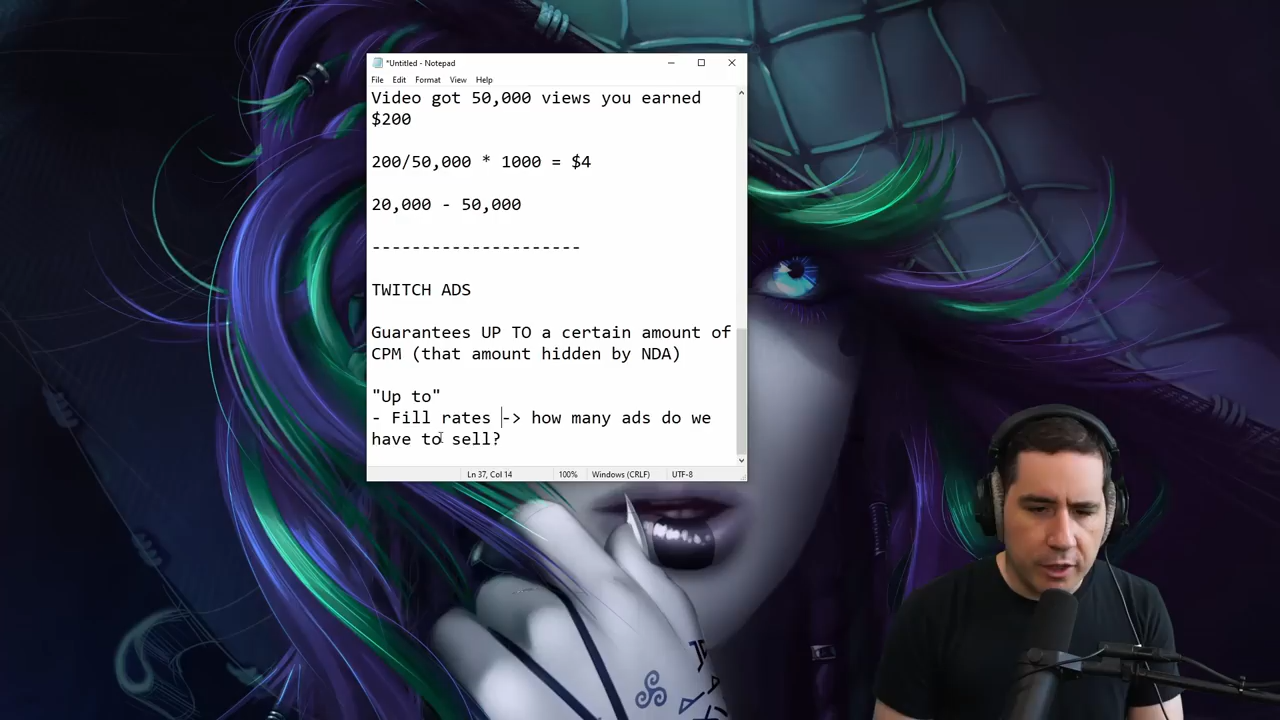 *Untitled - Notepad
File Edit Format View Help
Video got 50,000 views you earned
$200
200/50,000 * 1000 = $4
20,000 - 50,000
---------------------
TWITCH ADS
Guarantees UP TO a certain amount of
CPM (that amount hidden by NDA)
"Up to"
- Fill rates -> how many ads do we
have to sell?
Ln 37, Col 14 100% Windows (CRLF) UTF-8